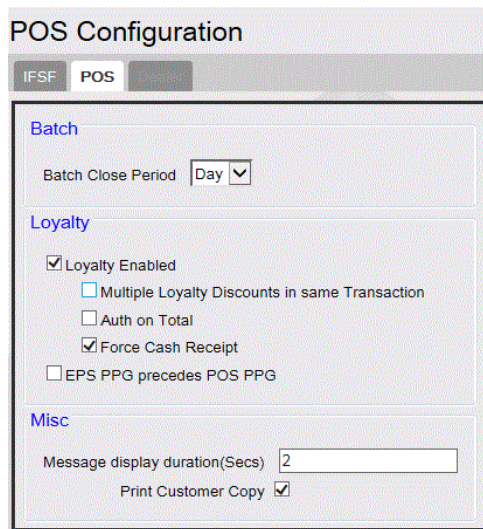 POS Configuration
IFSF POS Dealer
Batch
Batch Close Period Day
Loyalty
Loyalty Enabled
Multiple Loyalty Discounts in same Transaction
Auth on Total
Force Cash Receipt
EPS PPG precedes POS PPG
Misc
Message display duration(Secs) 2
Print Customer Copy